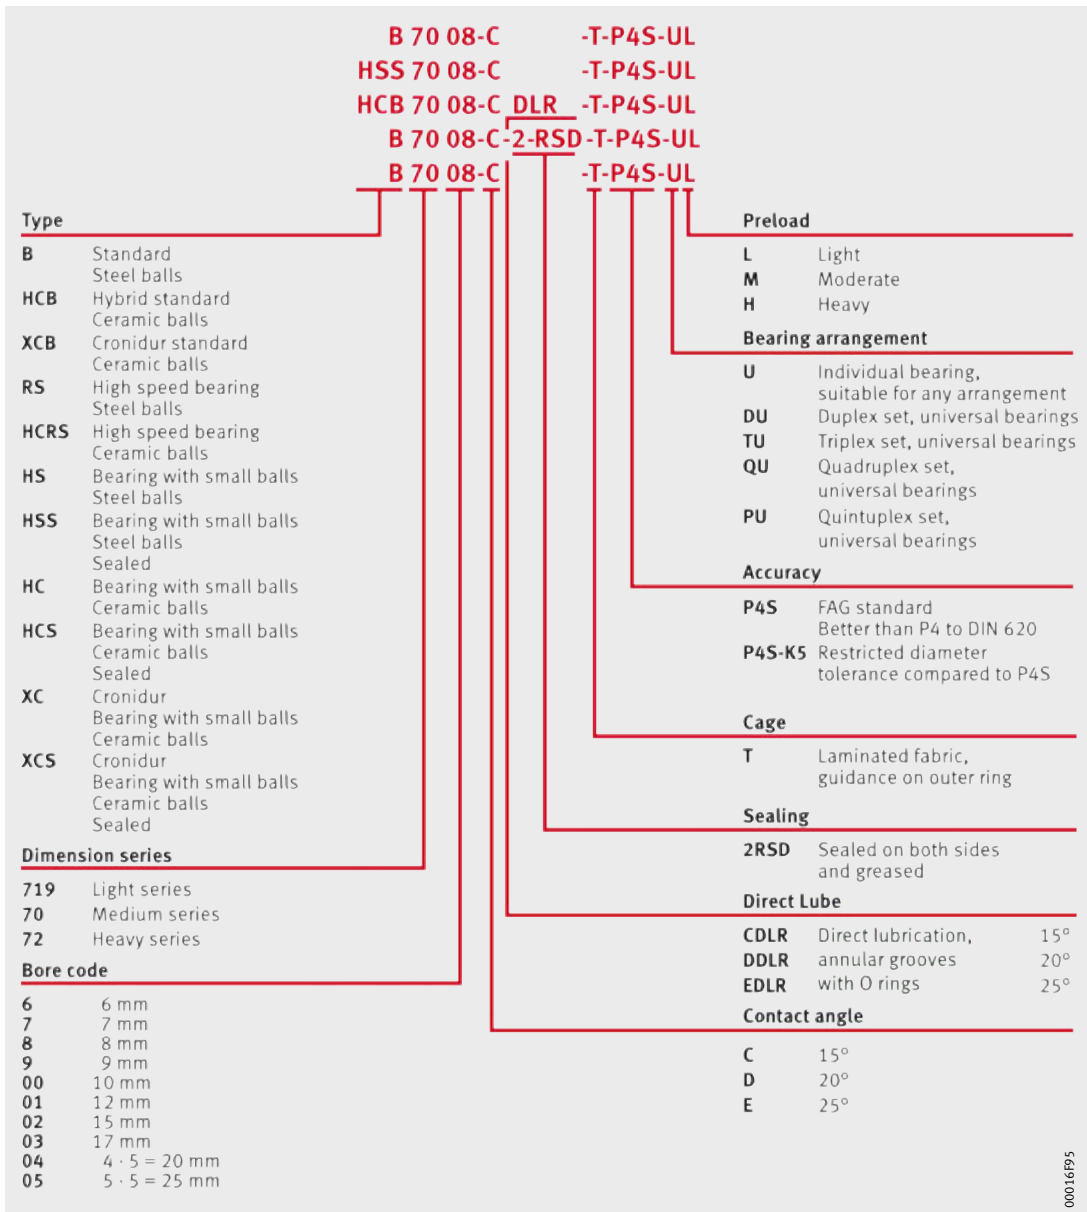 B 70 08-C -T-P4S-UL
HSS 70 08-C -T-P4S-UL
HCB 70 08-C DLR -T-P4S-UL
B 70 08-C-2-RSD-T-P4S-UL
B 70 08-C -T-P4S-UL
Type
B Standard
Steel balls
HCB Hybrid standard
Ceramic balls
XCB Cronidur standard
Ceramic balls
RS High speed bearing
Steel balls
HCRS High speed bearing
Ceramic balls
HS Bearing with small balls
Steel balls
HSS Bearing with small balls
Steel balls
Sealed
HC Bearing with small balls
Ceramic balls
HCS Bearing with small balls
Ceramic balls
Sealed
XC Cronidur
Bearing with small balls
Ceramic balls
XCS Cronidur
Bearing with small balls
Ceramic balls
Sealed
Dimension series
719 Light series
70 Medium series
72 Heavy series
Bore code
6 6 mm
7 7 mm
8 8 mm
9 9 mm
00 10 mm
01 12 mm
02 15 mm
03 17 mm
04 4 · 5 = 20 mm
05 5 · 5 = 25 mm
Preload
L Light
M Moderate
H Heavy
Bearing arrangement
U Individual bearing,
suitable for any arrangement
DU Duplex set, universal bearings
TU Triplex set, universal bearings
QU Quadruplex set,
universal bearings
PU Quintuplex set,
universal bearings
Accuracy
P4S FAG standard
Better than P4 to DIN 620
P4S-K5 Restricted diameter
tolerance compared to P4S
Cage
T Laminated fabric,
guidance on outer ring
Sealing
2RSD Sealed on both sides
and greased
Direct Lube
CDLR Direct lubrication, 15°
DDLR annular grooves 20°
EDLR with O rings 25°
Contact angle
C 15°
D 20°
E 25°
00016F95